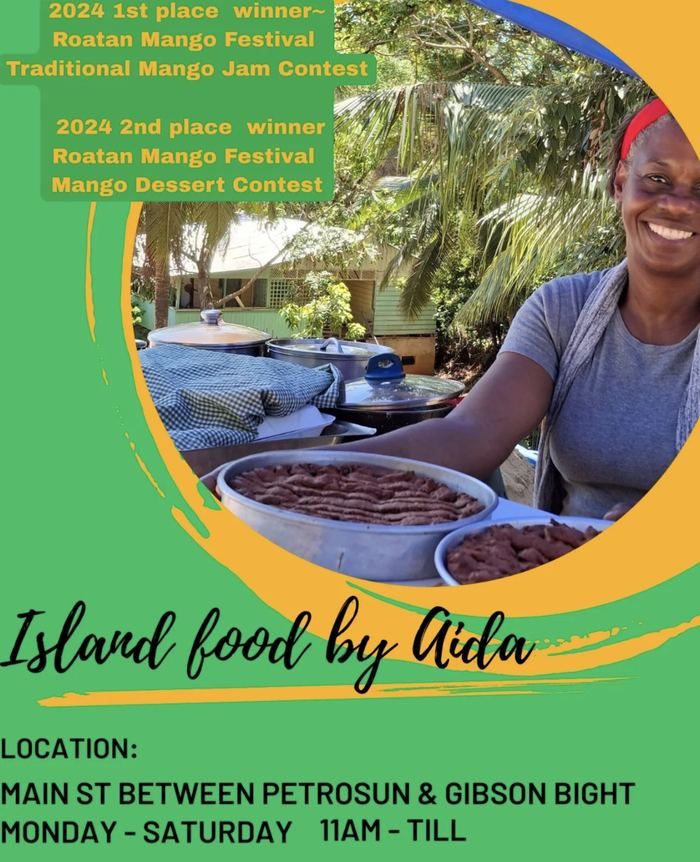 2024 1st place winner~
Roatan Mango Festival
Traditional Mango Jam Contest
2024 2nd place winner
Roatan Mango Festival
Mango Dessert Contest
Island food by Aida
LOCATION:
MAIN ST BETWEEN PETROSUN & GIBSON BIGHT
MONDAY - SATURDAY 11AM - TILL